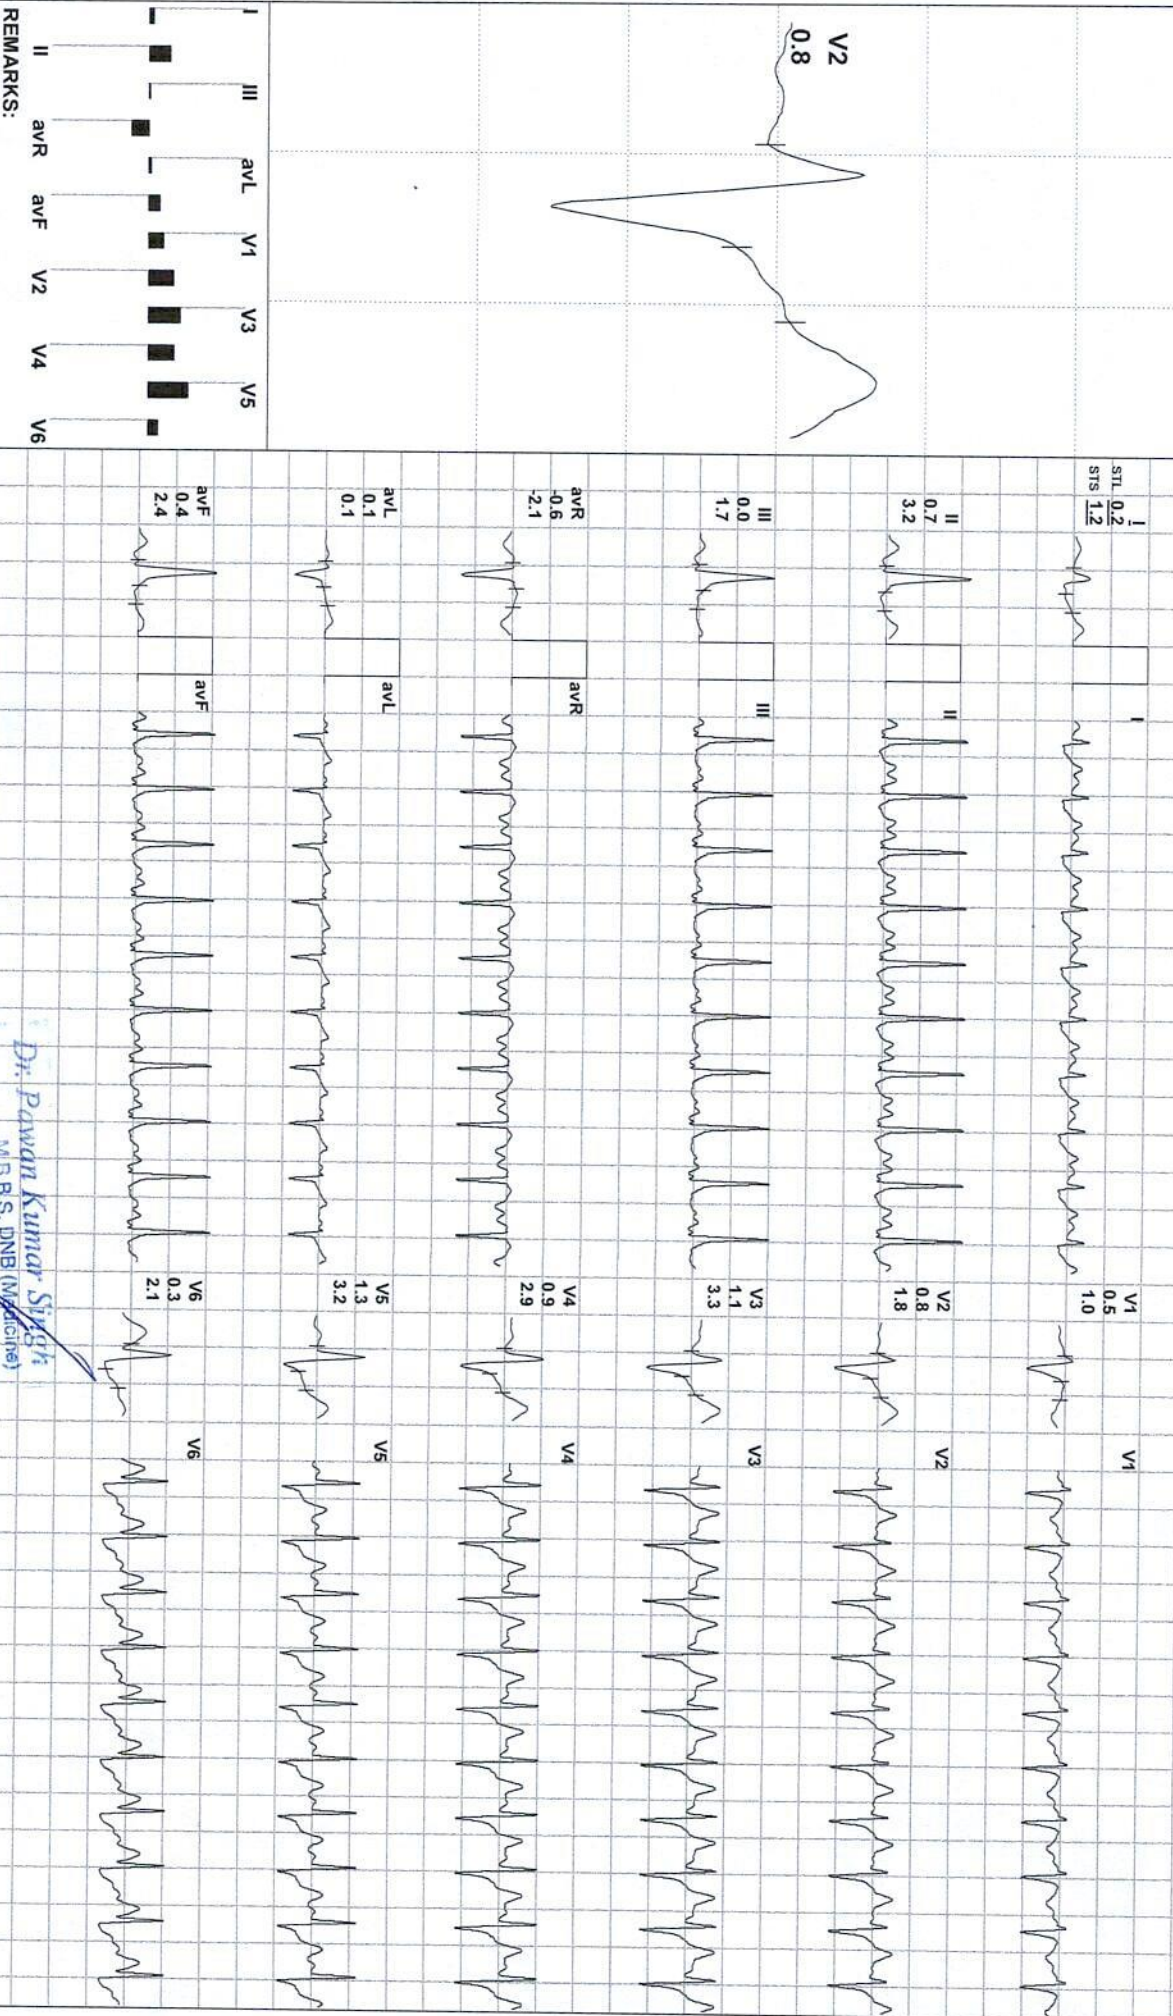 V2
0.8
I
II
III
avR
avL
avF
V1
V2
V3
V4
V5
V6
REMARKS:
I
STL 0.2
STS 1.2
I
II
0.7
3.2
II
III
0.0
1.7
III
avR
-0.6
-2.1
avR
avL
0.1
0.1
avL
avF
0.4
2.4
avF
V1
0.5
1.0
V1
V2
0.8
1.8
V2
V3
1.1
3.3
V3
V4
0.9
2.9
V4
V5
1.3
3.2
V5
V6
0.3
2.1
V6
Dr. Pawan Kumar Singh
M.B.B.S, DNB (Medicine)